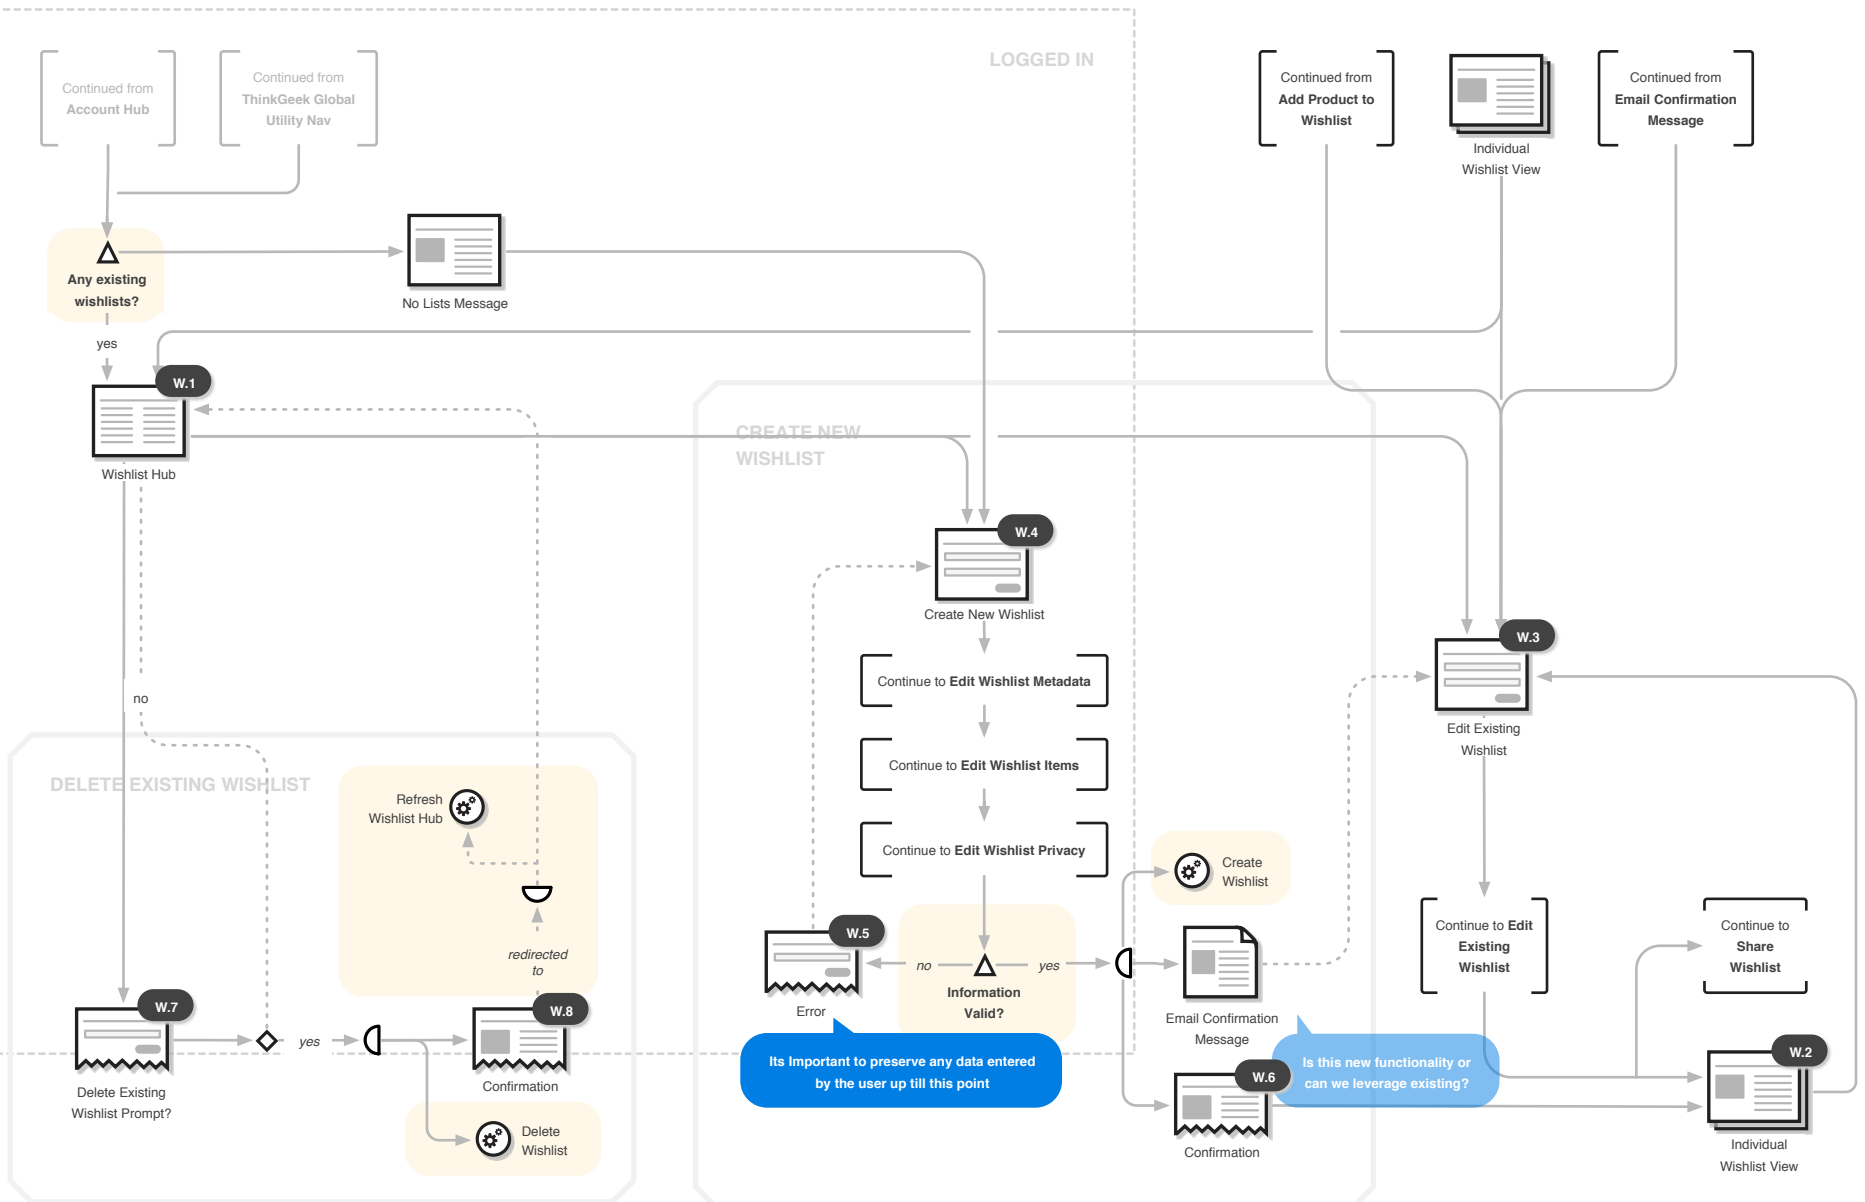 LOGGED IN
Continued from
Account Hub
Continued from
ThinkGeek Global
Utility Nav
Continued from
Add Product to
Wishlist
Individual
Wishlist View
Continued from
Email Confirmation
Message
Any existing
wishlists?
yes
No Lists Message
W.1
Wishlist Hub
CREATE NEW
WISHLIST
W.4
Create New Wishlist
W.3
Edit Existing
Wishlist
Continue to Edit Wishlist Metadata
Continue to Edit Wishlist Items
Continue to Edit Wishlist Privacy
no
DELETE EXISTING WISHLIST
Refresh
Wishlist Hub
redirected
to
Create
Wishlist
W.5
Error
no
yes
Information
Valid?
Email Confirmation
Message
Continue to Edit
Existing
Wishlist
Continue to
Share
Wishlist
W.7
Delete Existing
Wishlist Prompt?
yes
W.8
Confirmation
Delete
Wishlist
Its Important to preserve any data entered
by the user up till this point
Is this new functionality or
can we leverage existing?
W.6
Confirmation
W.2
Individual
Wishlist View